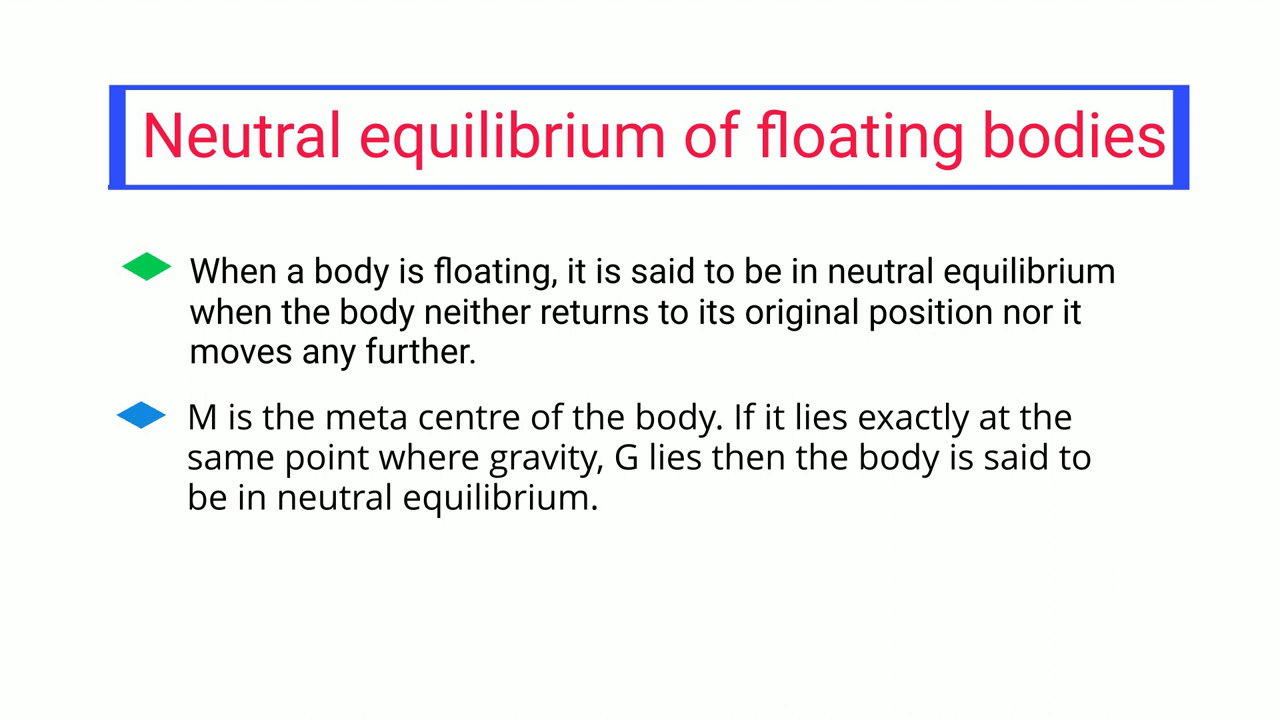 Neutral equilibrium of floating bodies
When a body is floating, it is said to be in neutral equilibrium
when the body neither returns to its original position nor it
moves any further.
M is the meta centre of the body. If it lies exactly at the
same point where gravity, G lies then the body is said to
be in neutral equilibrium.